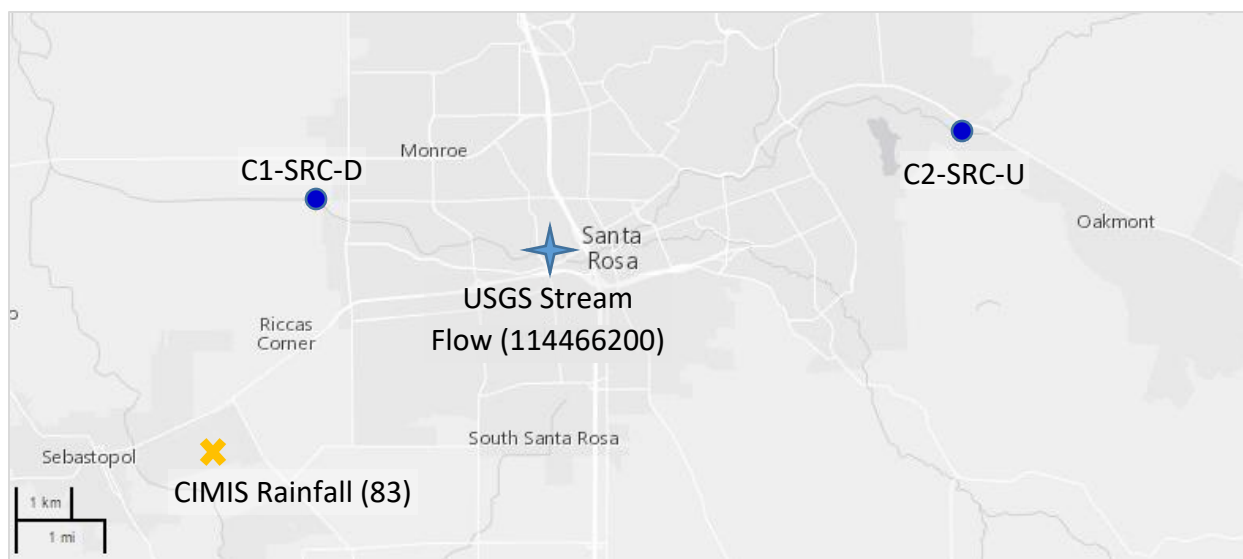 Monroe
C1-SRC-D
C2-SRC-U
Oakmont
Santa
Rosa
USGS Stream
Flow (114466200)
Riccas
Corner
South Santa Rosa
Sebastopol
CIMIS Rainfall (83)
1 km
1 mi